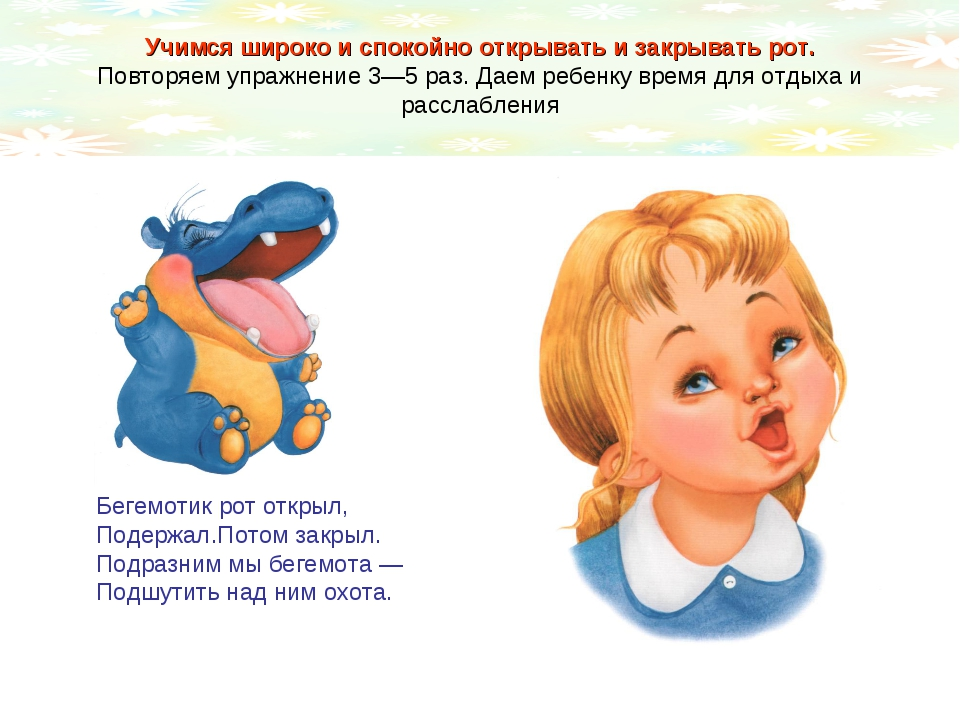 Учимся широко и спокойно открывать и закрывать рот.
Повторяем упражнение 3—5 раз. Даем ребенку время для отдыха и
расслабления
Бегемотик рот открыл,
Подержал.Потом закрыл.
Подразним мы бегемота —
Подшутить над ним охота.